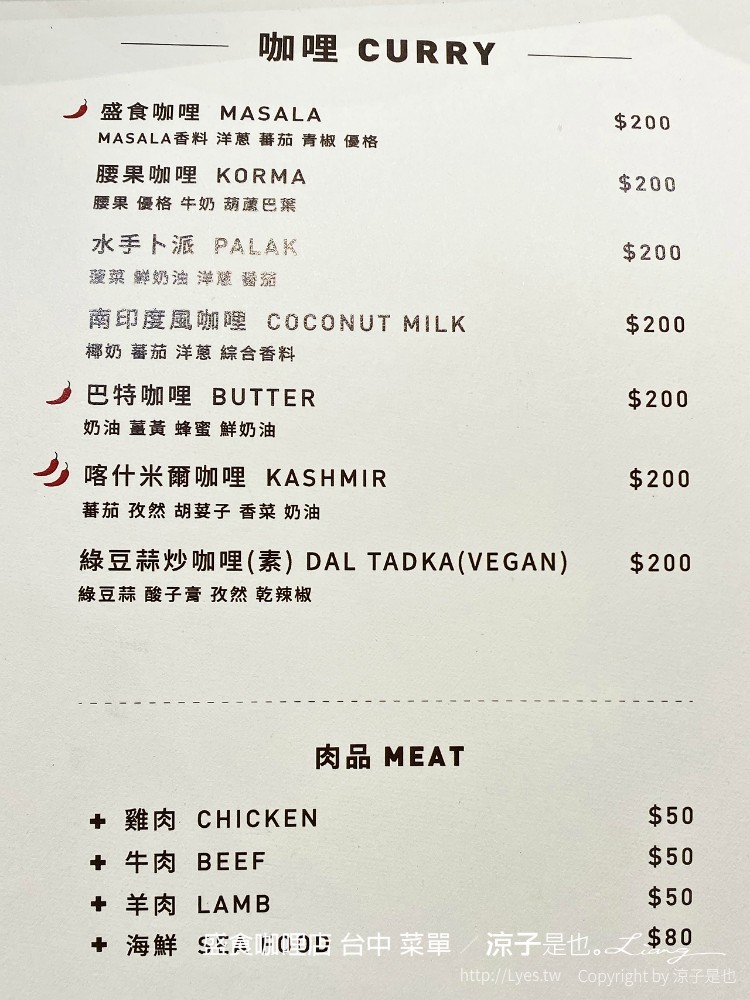 咖哩 CURRY
盛食咖哩 MASALA $200
MASALA香料 洋蔥 蕃茄 青椒 優格
腰果咖哩 KORMA $200
腰果 優格 牛奶 葫蘆巴葉
水手卜派 PALAK $200
菠菜 鮮奶油 洋蔥 蕃茄
南印度風咖哩 COCONUT MILK $200
椰奶 蕃茄 洋蔥 綜合香料
巴特咖哩 BUTTER $200
奶油 薑黃 蜂蜜 鮮奶油
喀什米爾咖哩 KASHMIR $200
蕃茄 孜然 胡荽子 香菜 奶油
綠豆蒜炒咖哩(素) DAL TADKA(VEGAN) $200
綠豆蒜 酸子膏 孜然 乾辣椒
肉品 MEAT
+ 雞肉 CHICKEN $50
+ 牛肉 BEEF $50
+ 羊肉 LAMB $50
+ 海鮮 SEA FOOD $80
盛食咖哩店 台中 菜單 / 涼子是也。Liang
http://Lyes.tw Copyright by 涼子是也